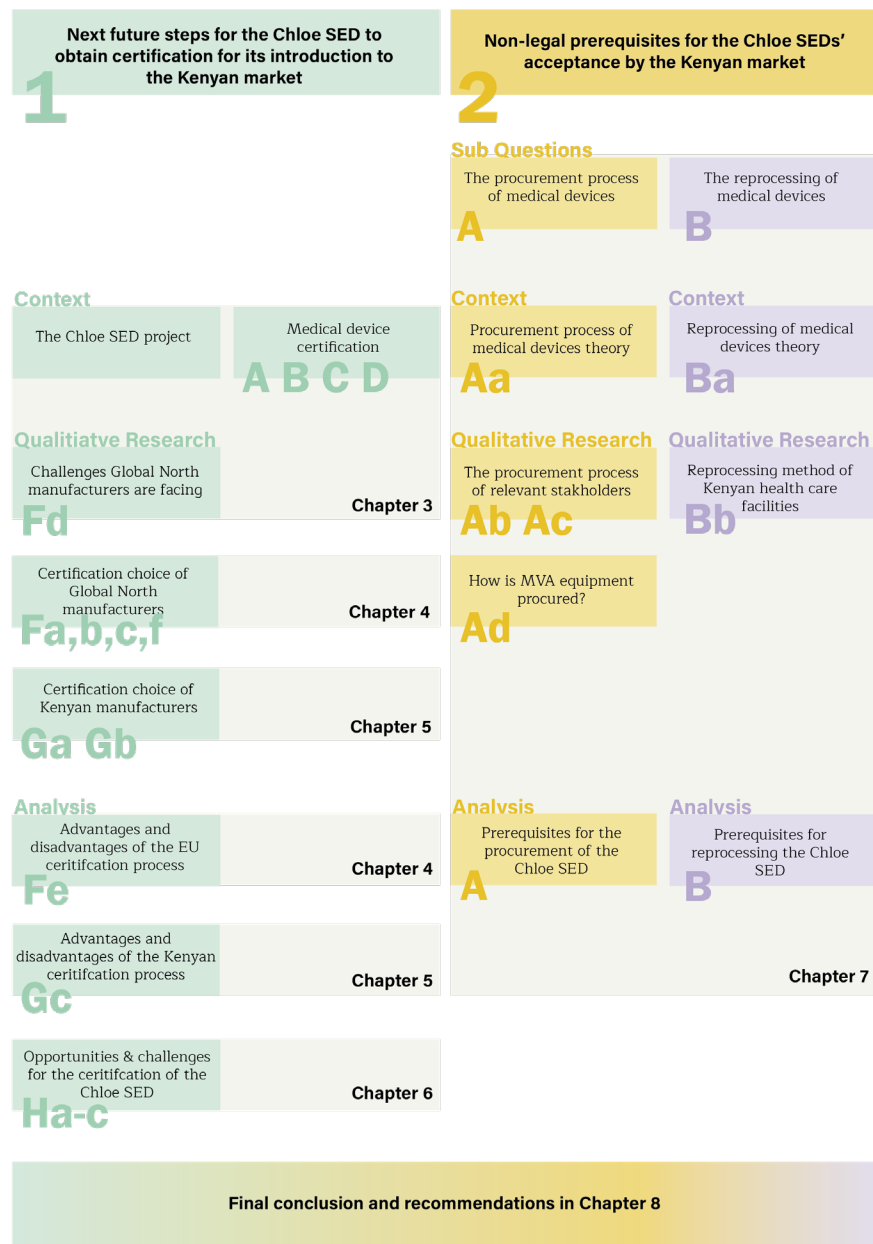 Next future steps for the Chloe SED to
obtain certification for its introduction to
the Kenyan market
1
Non-legal prerequisites for the Chloe SEDs’
acceptance by the Kenyan market
2
Sub Questions
The procurement process
of medical devices
A
The reprocessing of
medical devices
B
Context
The Chloe SED project
Medical device
certification
A B C D
Context
Procurement process of
medical devices theory
Aa
Context
Reprocessing of medical
devices theory
Ba
Qualitiatve Research
Challenges Global North
manufacturers are facing
Fd
Chapter 3
Qualitative Research
The procurement process
of relevant stakholders
Ab Ac
Qualitative Research
Reprocessing method of
Kenyan health care
facilities
Bb
Certification choice of
Global North
manufacturers
Fa,b,c,f
Chapter 4
How is MVA equipment
procured?
Ad
Certification choice of
Kenyan manufacturers
Ga Gb
Chapter 5
Analysis
Advantages and
disadvantages of the EU
ceritifcation process
Fe
Chapter 4
Analysis
Prerequisites for the
procurement of the
Chloe SED
A
Analysis
Prerequisites for
reprocessing the Chloe
SED
B
Advantages and
disadvantages of the Kenyan
ceritifcation process
Gc
Chapter 5
Chapter 7
Opportunities & challenges
for the ceritifcation of the
Chloe SED
Ha-c
Chapter 6
Final conclusion and recommendations in Chapter 8